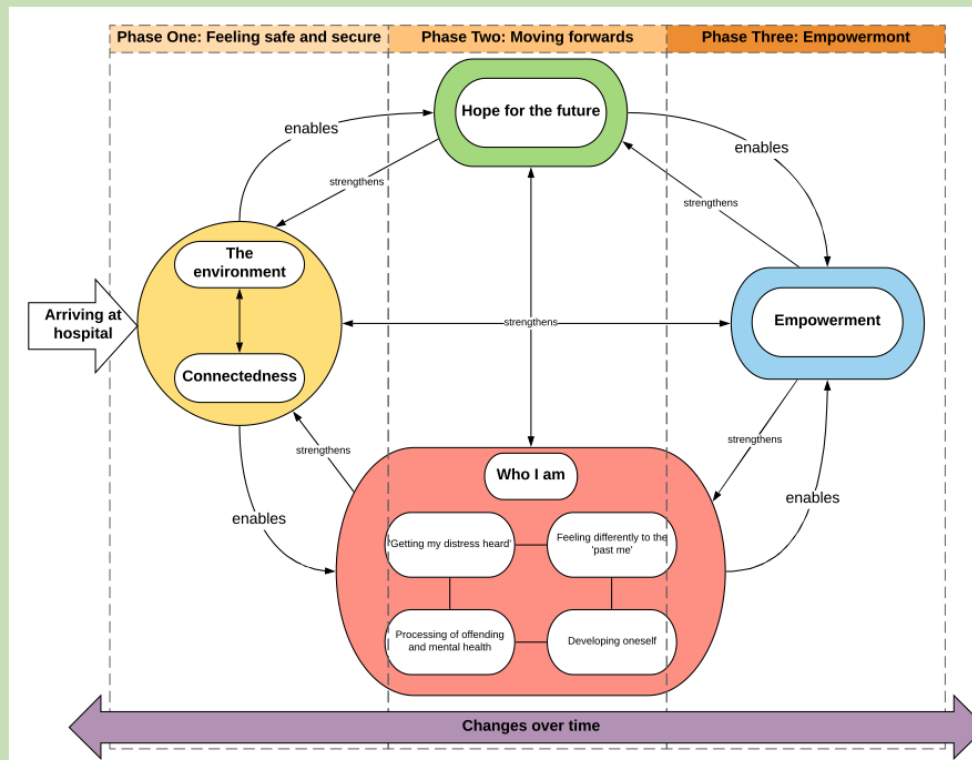 Phase One: Feeling safe and secure
Phase Two: Moving forwards
Phase Three: Empowermont
Hope for the future
enables
enables
strengthens
strengthens
The
environment
Arriving at
hospital
Empowerment
strengthens
Connectedness
strengthens
strengthens
Who I am
enables
enables
'Getting my distress heard'
Feeling differently to the
'past me'
Processing of offending
and mental health
Developing oneself
Changes over time